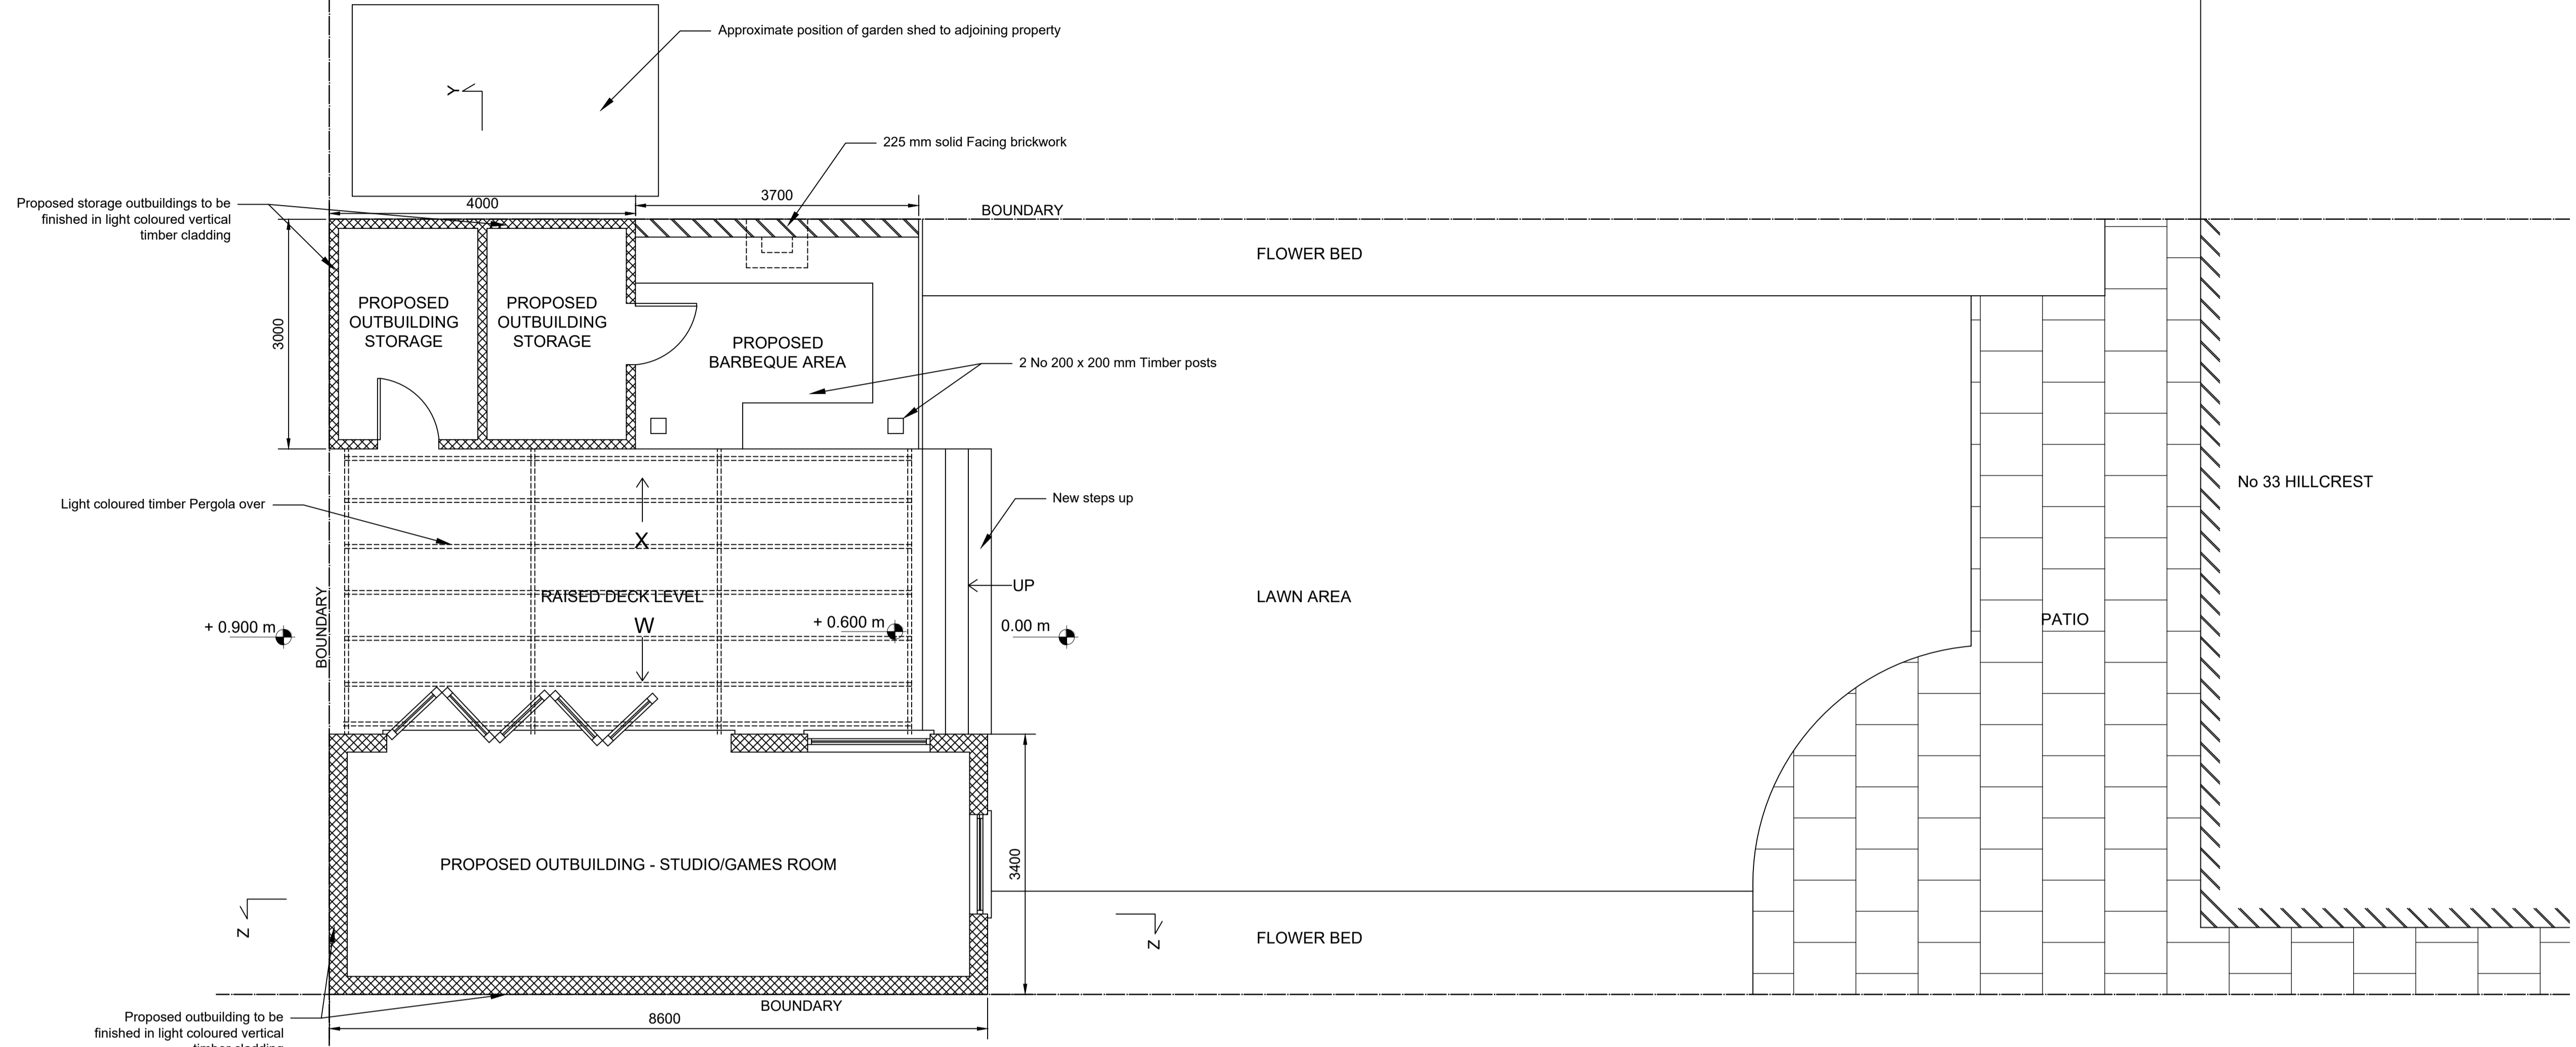 Approximate position of garden shed to adjoining property
Y
225 mm solid Facing brickwork
Proposed storage outbuildings to be
finished in light coloured vertical
timber cladding
4000
3700
BOUNDARY
FLOWER BED
3000
PROPOSED
OUTBUILDING
STORAGE
PROPOSED
OUTBUILDING
STORAGE
PROPOSED
BARBEQUE AREA
2 No 200 x 200 mm Timber posts
No 33 HILLCREST
Light coloured timber Pergola over
New steps up
X
UP
RAISED DECK LEVEL
LAWN AREA
BOUNDARY
W
+ 0.900 m
+ 0.600 m
0.00 m
PATIO
PROPOSED OUTBUILDING - STUDIO/GAMES ROOM
3400
Z
Z
FLOWER BED
BOUNDARY
Proposed outbuilding to be
finished in light coloured vertical
timber cladding
8600